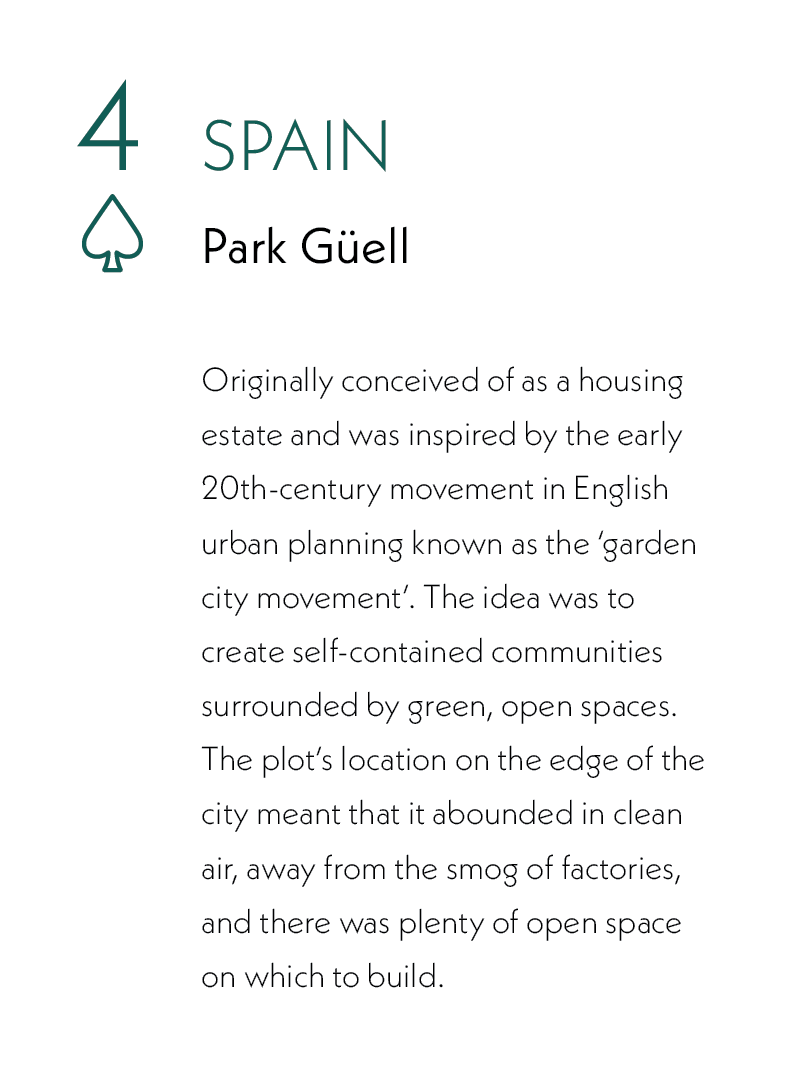 4
SPAIN
Park Güell
Originally conceived of as a housing
estate and was inspired by the early
20th-century movement in English
urban planning known as the ‘garden
city movement’. The idea was to
create self-contained communities
surrounded by green, open spaces.
The plot’s location on the edge of the
city meant that it abounded in clean
air, away from the smog of factories,
and there was plenty of open space
on which to build.